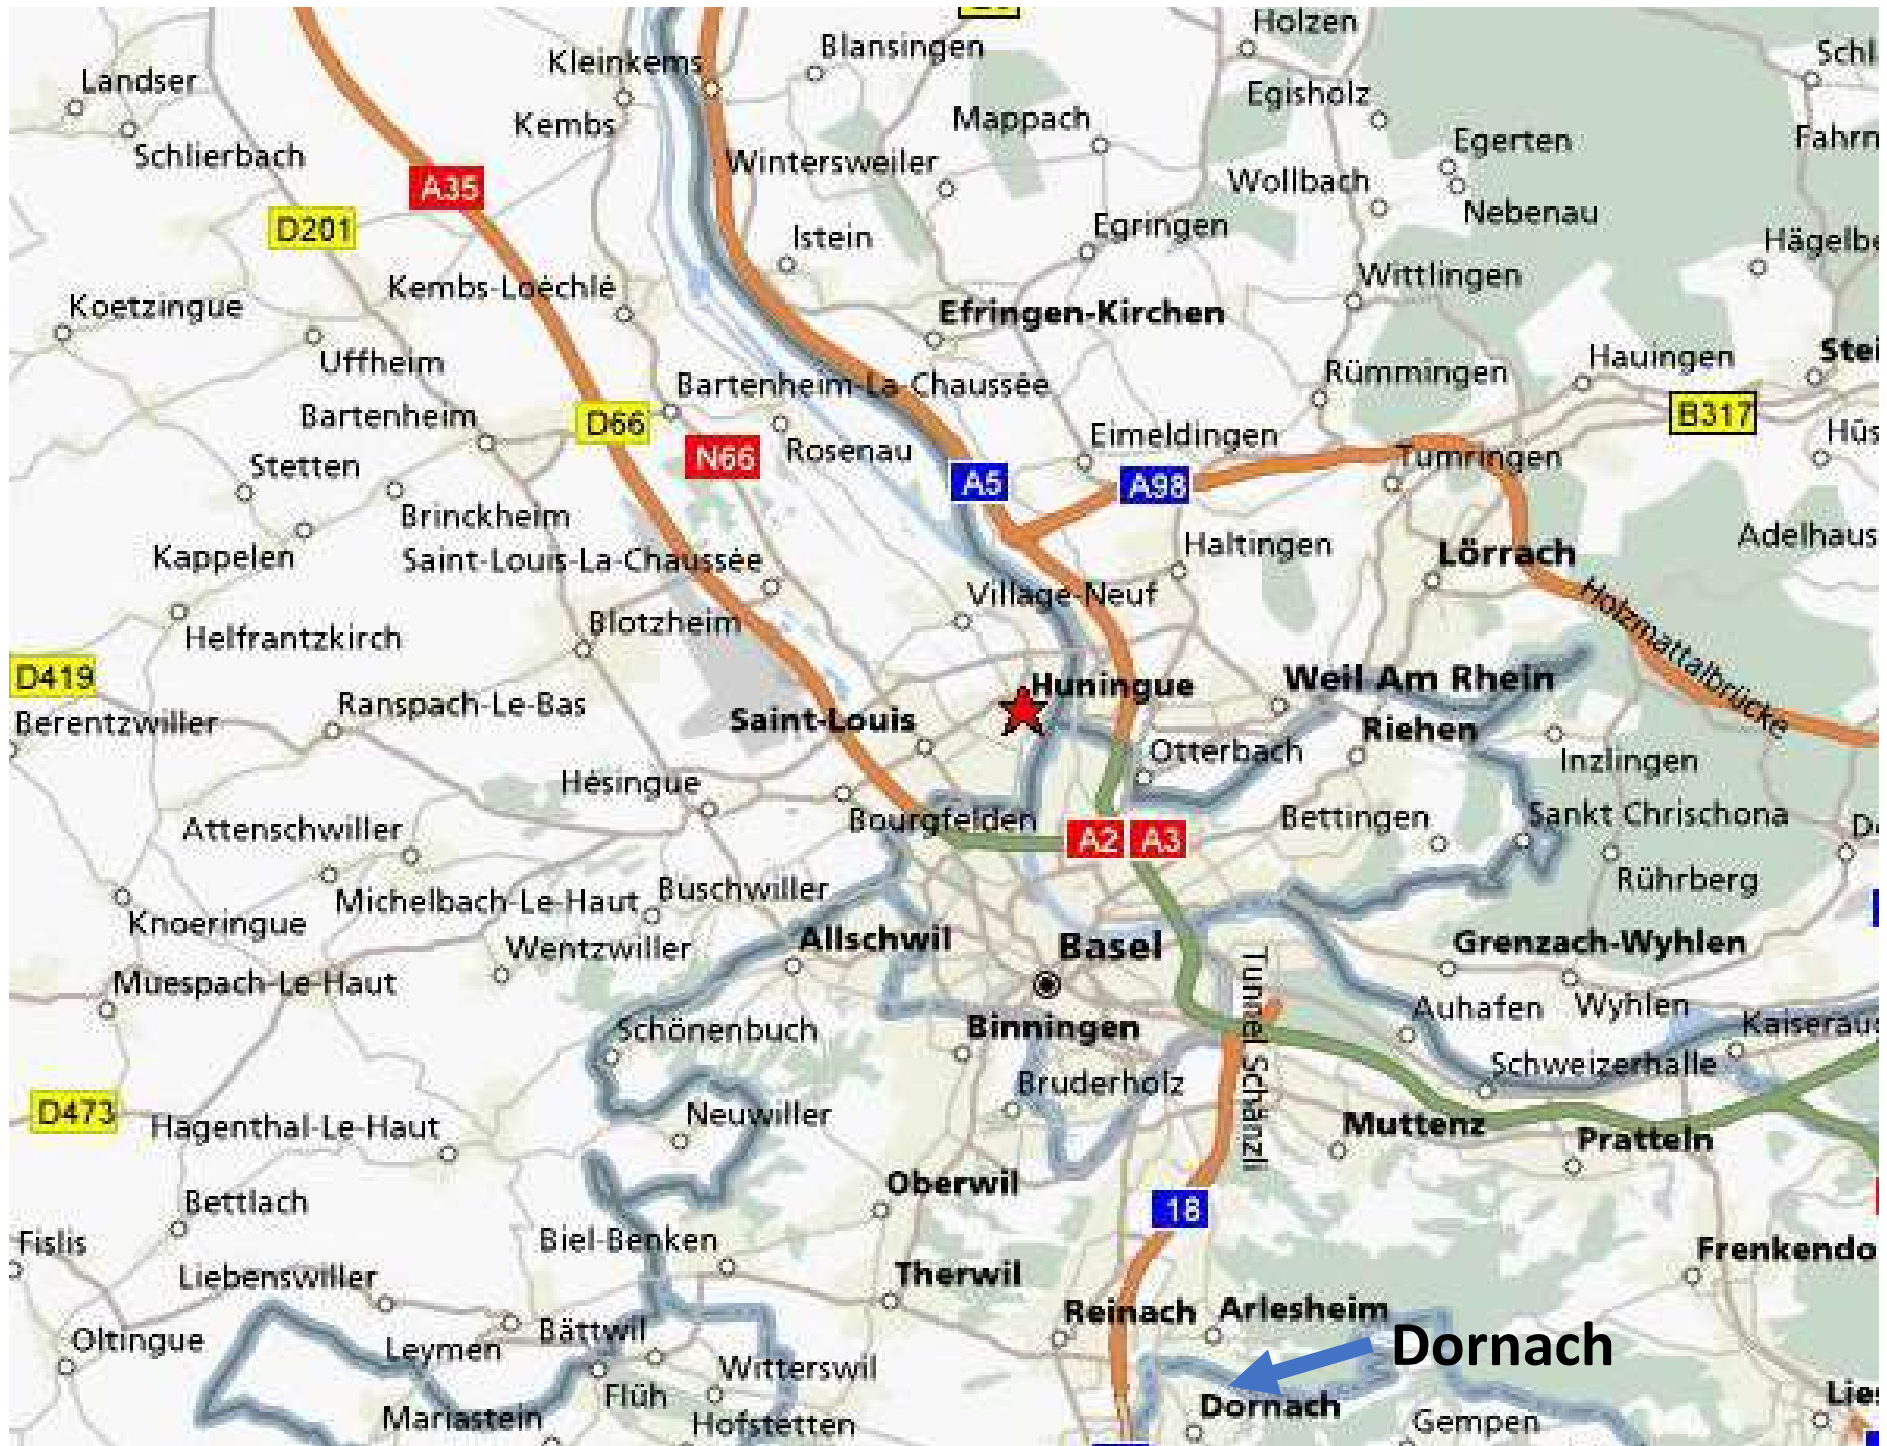 Holzen
Blansingen
Schl
Kleinkems
Landser
Egisholz
Kembs
Mappach
Egerten
Fahrn
Schlierbach
Wintersweiler
Wollbach
A35
Nebenau
D201
Egringen
Istein
Hägelbe
Wittlingen
Kembs-Loéchlé
Koetzingue
Efringen-Kirchen
Uffheim
Hauingen
Stei
Rümmingen
Bartenheim-La-Chaussée
Bartenheim
D66
B317
Hüs
Eimeldingen
Rosenau
N66
Stetten
Tumringen
A5
A98
Brinckheim
Adelhaus
Haltingen
Lörrach
Kappelen
Saint-Louis-La-Chaussée
Village-Neuf
Holzmattalbrücke
Blotzheim
Helfrantzkirch
D419
Huningue
Weil Am Rhein
Ranspach-Le-Bas
Berentzwiller
Saint-Louis
Riehen
Otterbach
Inzlingen
Hésingue
Bourgfelden
Bettingen
Sankt Chrischona
Attenschwiller
A2
A3
Rührberg
Buschwiller
Michelbach-Le-Haut
Knoeringue
Wentzwiller
Allschwil
Basel
Grenzach-Wyhlen
Muespach-Le-Haut
Auhafen
Wyhlen
Tunnel Schänzli
Schönenbuch
Binningen
Kaiserau
Schweizerhalle
Bruderholz
D473
Neuwiller
Hagenthal-Le-Haut
Muttenz
Pratteln
Oberwil
Bettlach
18
Fislis
Biel-Benken
Frenkendo
Liebenswiller
Therwil
Reinach
Arlesheim
Oltingue
Bättwil
Leymen
Dornach
Witterswil
Flüh
Lies
Dornach
Mariastein
Hofstetten
Gempen